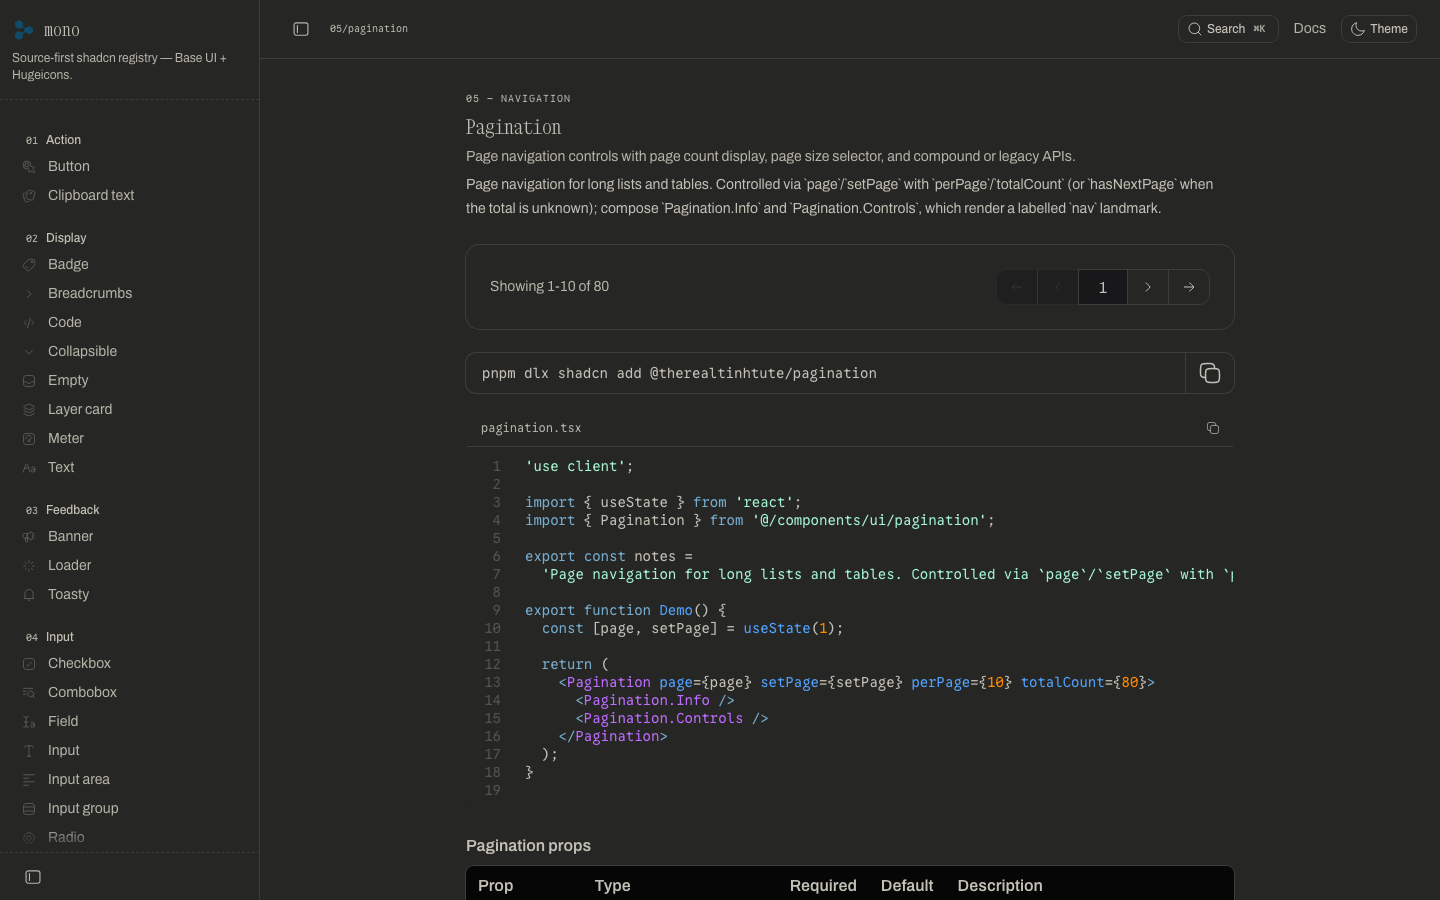 mono
Source-first shadcn registry — Base UI +
Hugeicons.
01 Action
Button
Clipboard text
02 Display
Badge
Breadcrumbs
Code
Collapsible
Empty
Layer card
Meter
Text
03 Feedback
Banner
Loader
Toasty
04 Input
Checkbox
Combobox
Field
Input
Input area
Input group
Radio
05/pagination
Search ⌘K
Docs
Theme
05 — NAVIGATION
Pagination
Page navigation controls with page count display, page size selector, and compound or legacy APIs.
Page navigation for long lists and tables. Controlled via `page`/`setPage` with `perPage`/`totalCount` (or `hasNextPage` when
the total is unknown); compose `Pagination.Info` and `Pagination.Controls`, which render a labelled `nav` landmark.
Showing 1-10 of 80
1
pnpm dlx shadcn add @therealtinhtute/pagination
pagination.tsx
1 'use client';
2
3 import { useState } from 'react';
4 import { Pagination } from '@/components/ui/pagination';
5
6 export const notes =
7 'Page navigation for long lists and tables. Controlled via `page`/`setPage` with `p
8
9 export function Demo() {
10 const [page, setPage] = useState(1);
11
12 return (
13 <Pagination page={page} setPage={setPage} perPage={10} totalCount={80}>
14 <Pagination.Info />
15 <Pagination.Controls />
16 </Pagination>
17 );
18 }
19
Pagination props
Prop Type Required Default Description